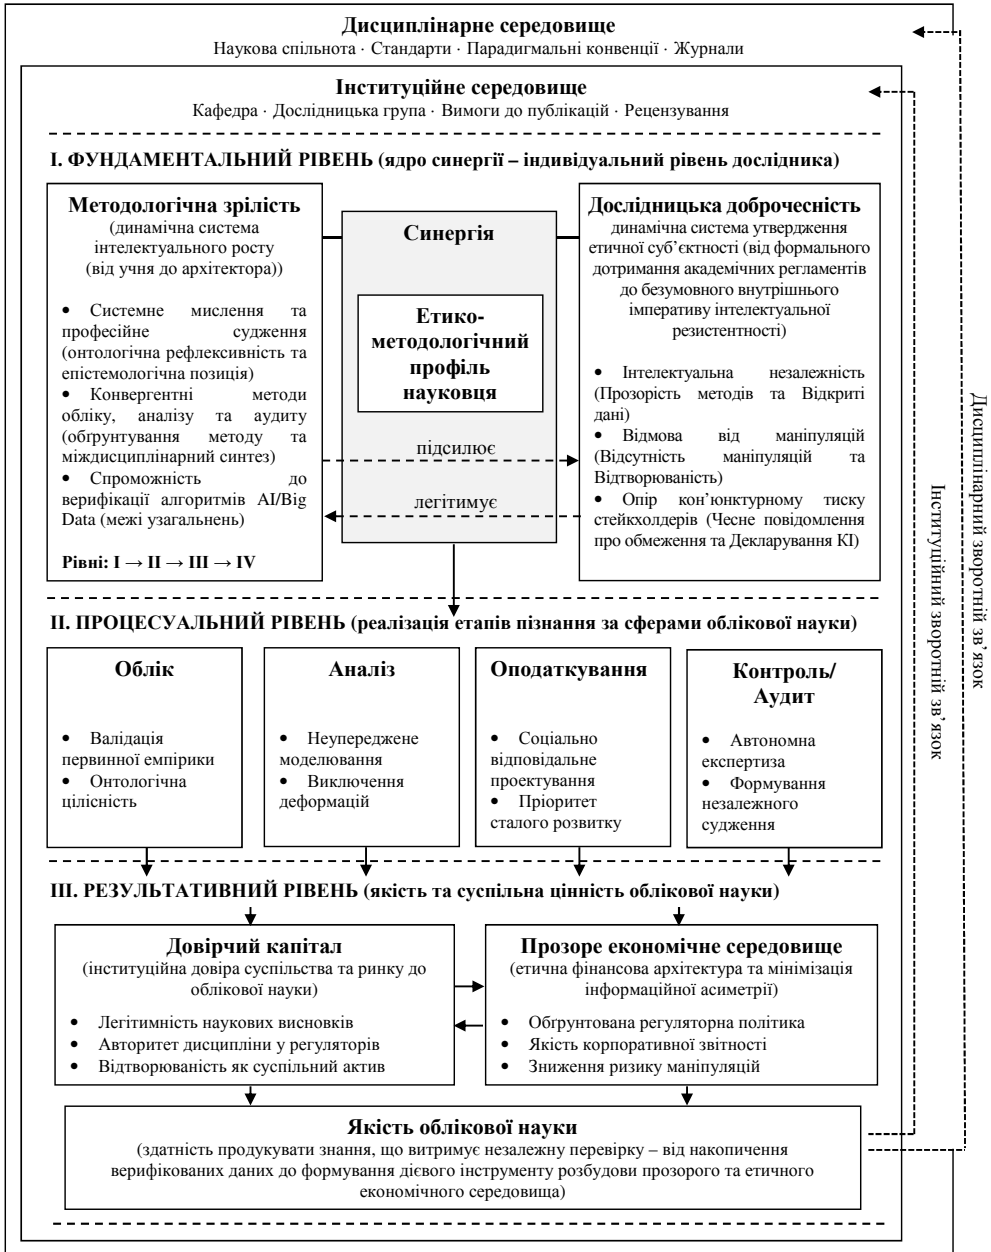 Дисциплінарне середовище
Наукова спільнота · Стандарти · Парадигмальні конвенції · Журнали
Інституційне середовище
Кафедра · Дослідницька група · Вимоги до публікацій · Рецензування
І. ФУНДАМЕНТАЛЬНИЙ РІВЕНЬ (ядро синергії – індивідуальний рівень дослідника)
Методологічна зрілість
(динамічна система
інтелектуального росту
(від учня до архітектора))
• Системне мислення та
професійне судження
(онтологічна рефлексивність та
епістемологічна позиція)
• Конвергентні методи
обліку, аналізу та аудиту
(обґрунтування методу та
міждисциплінарний синтез)
• Спроможність до
верифікації алгоритмів AI/Big
Data (межі узагальнень)
Рівні: I → II → III → IV
Синергія
Етико-
методологічний
профіль
науковця
підсилює
легітимує
Дослідницька доброчесність
динамічна система утвердження
етичної суб’єктності (від формального
дотримання академічних регламентів
до безумовного внутрішнього
імперативу інтелектуальної
резистентності)
• Інтелектуальна незалежність
(Прозорість методів та Відкриті
дані)
• Відмова від маніпуляцій
(Відсутність маніпуляцій та
Відтворюваність)
• Опір кон’юнктурному тиску
стейкхолдерів (Чесне повідомлення
про обмеження та Декларування КІ)
ІІ. ПРОЦЕСУАЛЬНИЙ РІВЕНЬ (реалізація етапів пізнання за сферами облікової науки)
Облік
• Валідація
первинної емпірики
• Онтологічна
цілісність
Аналіз
• Неупереджене
моделювання
• Виключення
деформацій
Оподаткування
• Соціально
відповідальне
проектування
• Пріоритет
сталого розвитку
Контроль/
Аудит
• Автономна
експертиза
• Формування
незалежного
судження
ІІІ. РЕЗУЛЬТАТИВНИЙ РІВЕНЬ (якість та суспільна цінність облікової науки)
Довірчий капітал
(інституційна довіра суспільства та ринку до
облікової науки)
• Легітимність наукових висновків
• Авторитет дисципліни у регуляторів
• Відтворюваність як суспільний актив
Прозоре економічне середовище
(етична фінансова архітектура та мінімізація
інформаційної асиметрії)
• Обґрунтована регуляторна політика
• Якість корпоративної звітності
• Зниження ризику маніпуляцій
Якість облікової науки
(здатність продукувати знання, що витримує незалежну перевірку – від накопичення
верифікованих даних до формування дієвого інструменту розбудови прозорого та етичного
економічного середовища)
Інституційний зворотній зв’язок
Дисциплінарний зворотній зв’язок